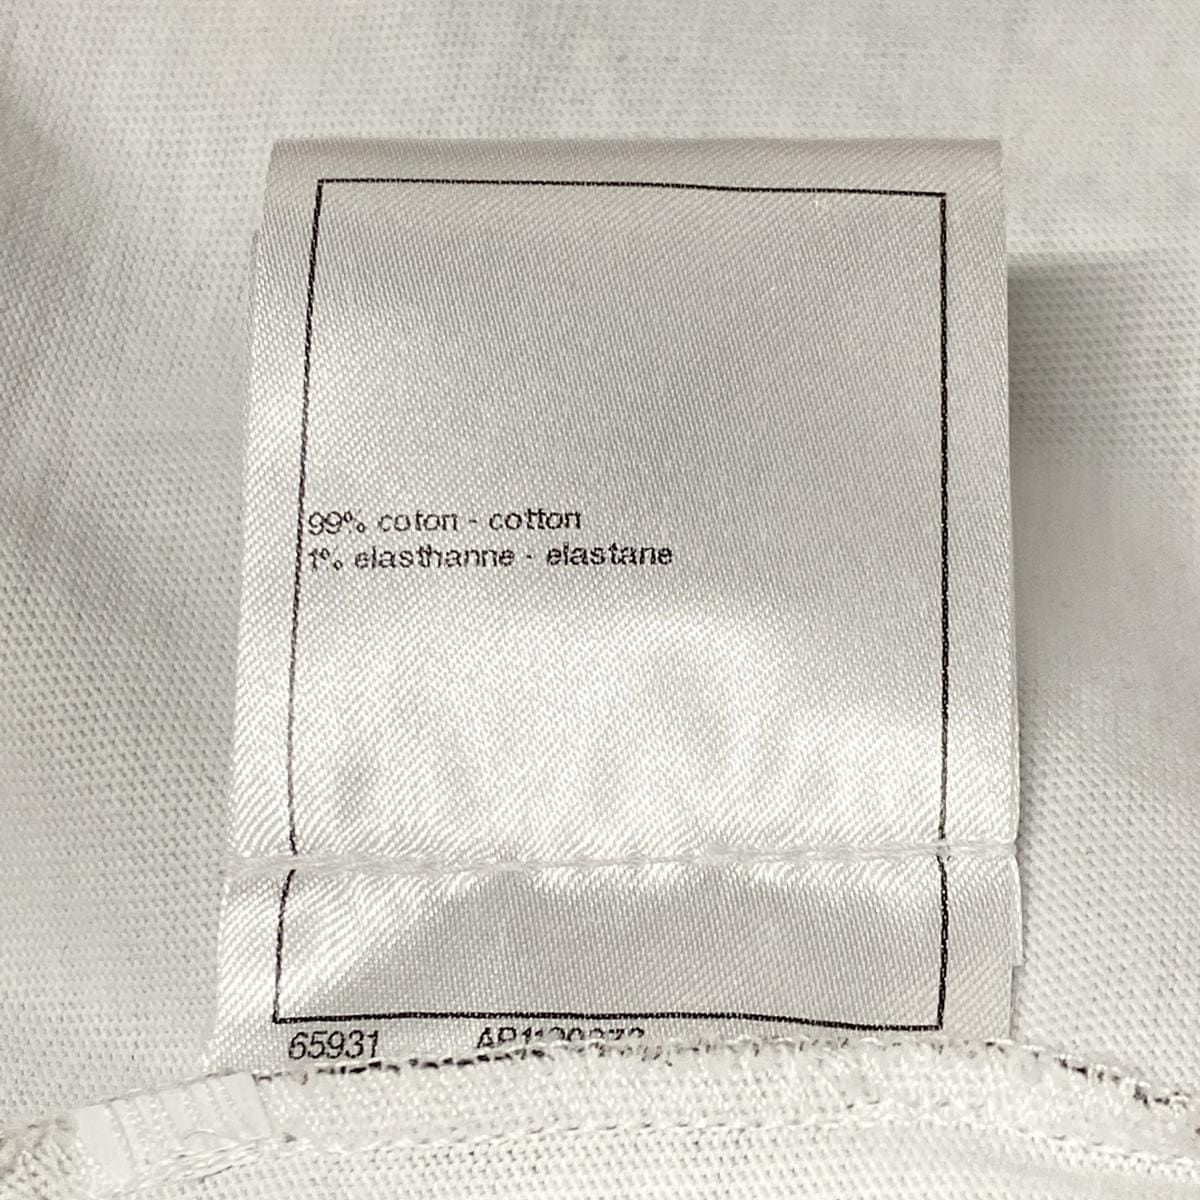 99% coton - cotton
1% elasthanne - elastane
65931